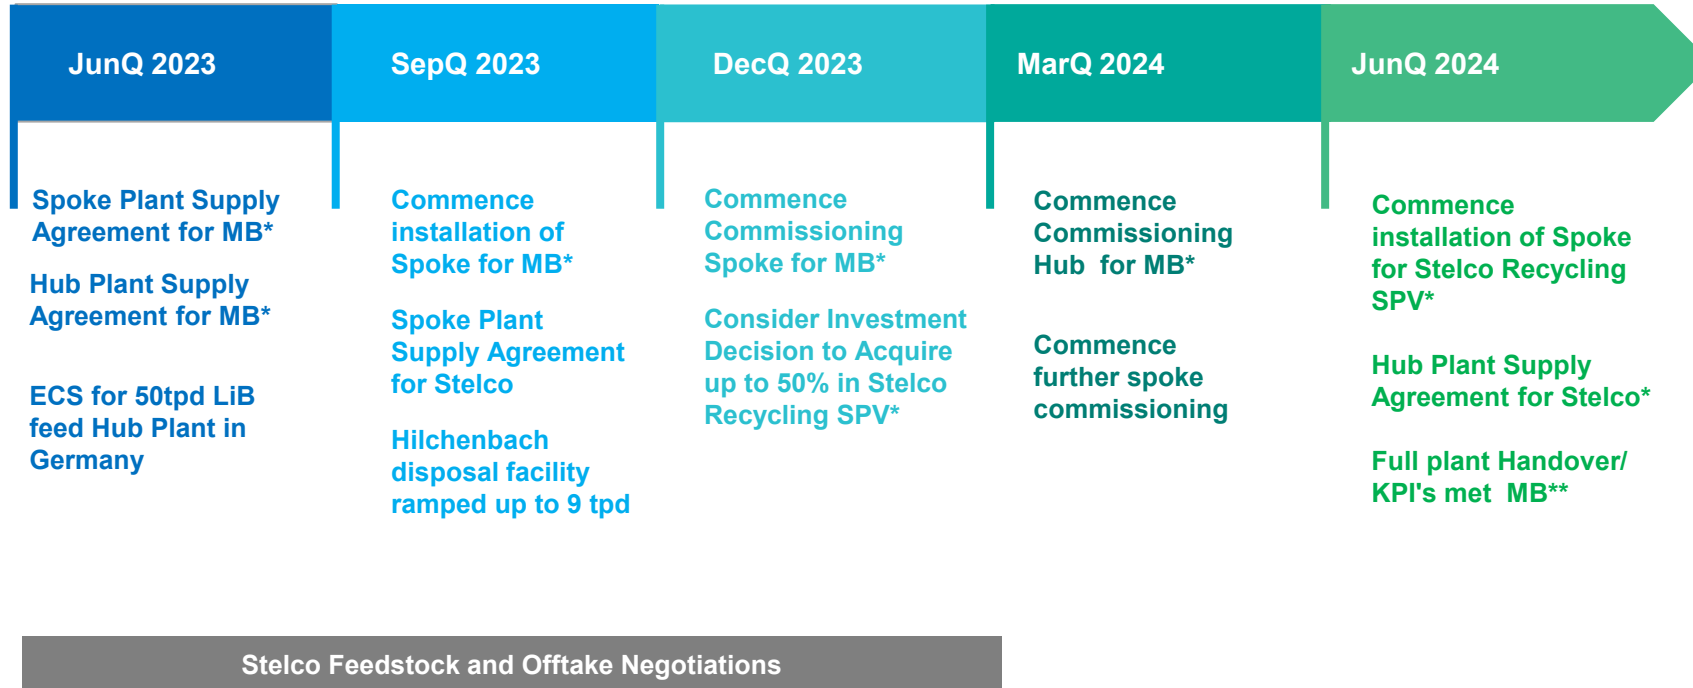 JunQ 2023
SepQ 2023
DecQ 2023
MarQ 2024
JunQ 2024
Spoke Plant Supply
Agreement for MB*
Hub Plant Supply
Agreement for MB*
ECS for 50tpd LiB
feed Hub Plant in
Germany
Commence
installation of
Spoke for MB*
Spoke Plant
Supply Agreement
for Stelco
Hilchenbach
disposal facility
ramped up to 9 tpd
Commence
Commissioning
Spoke for MB*
Consider Investment
Decision to Acquire
up to 50% in Stelco
Recycling SPV*
Commence
Commissioning
Hub  for MB*
Commence
further spoke
commissioning
Commence
installation of Spoke
for Stelco Recycling
SPV*
Hub Plant Supply
Agreement for Stelco*
Full plant Handover/
KPI's met  MB**
Stelco Feedstock and Offtake Negotiations